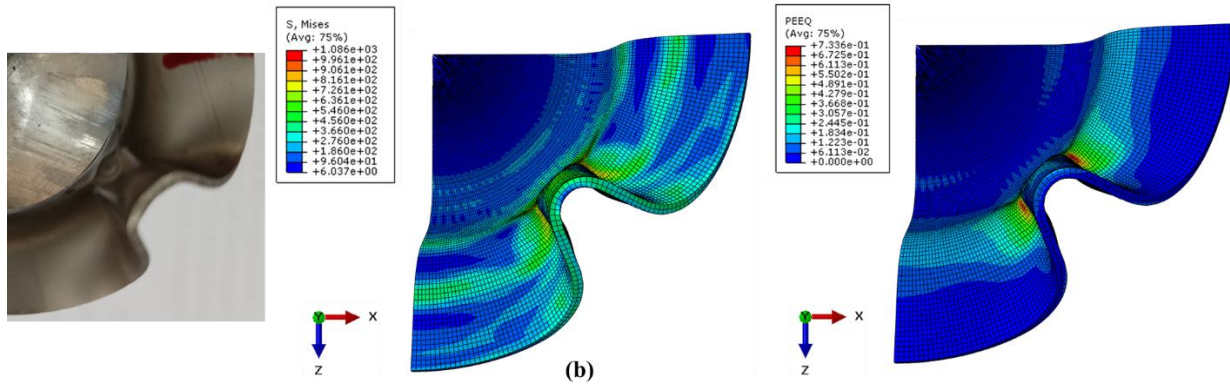 S, Mises
(Avg: 75%)
+1.086e+03
+9.961e+02
+9.061e+02
+8.161e+02
+7.261e+02
+6.361e+02
+5.460e+02
+4.560e+02
+3.660e+02
+2.760e+02
+1.860e+02
+9.604e+01
+6.037e+00
PEEQ
(Avg: 75%)
+7.336e-01
+6.725e-01
+6.113e-01
+5.502e-01
+4.891e-01
+4.279e-01
+3.668e-01
+3.057e-01
+2.445e-01
+1.834e-01
+1.223e-01
+6.113e-02
+0.000e+00
Y
X
Z
(b)
Y
X
Z